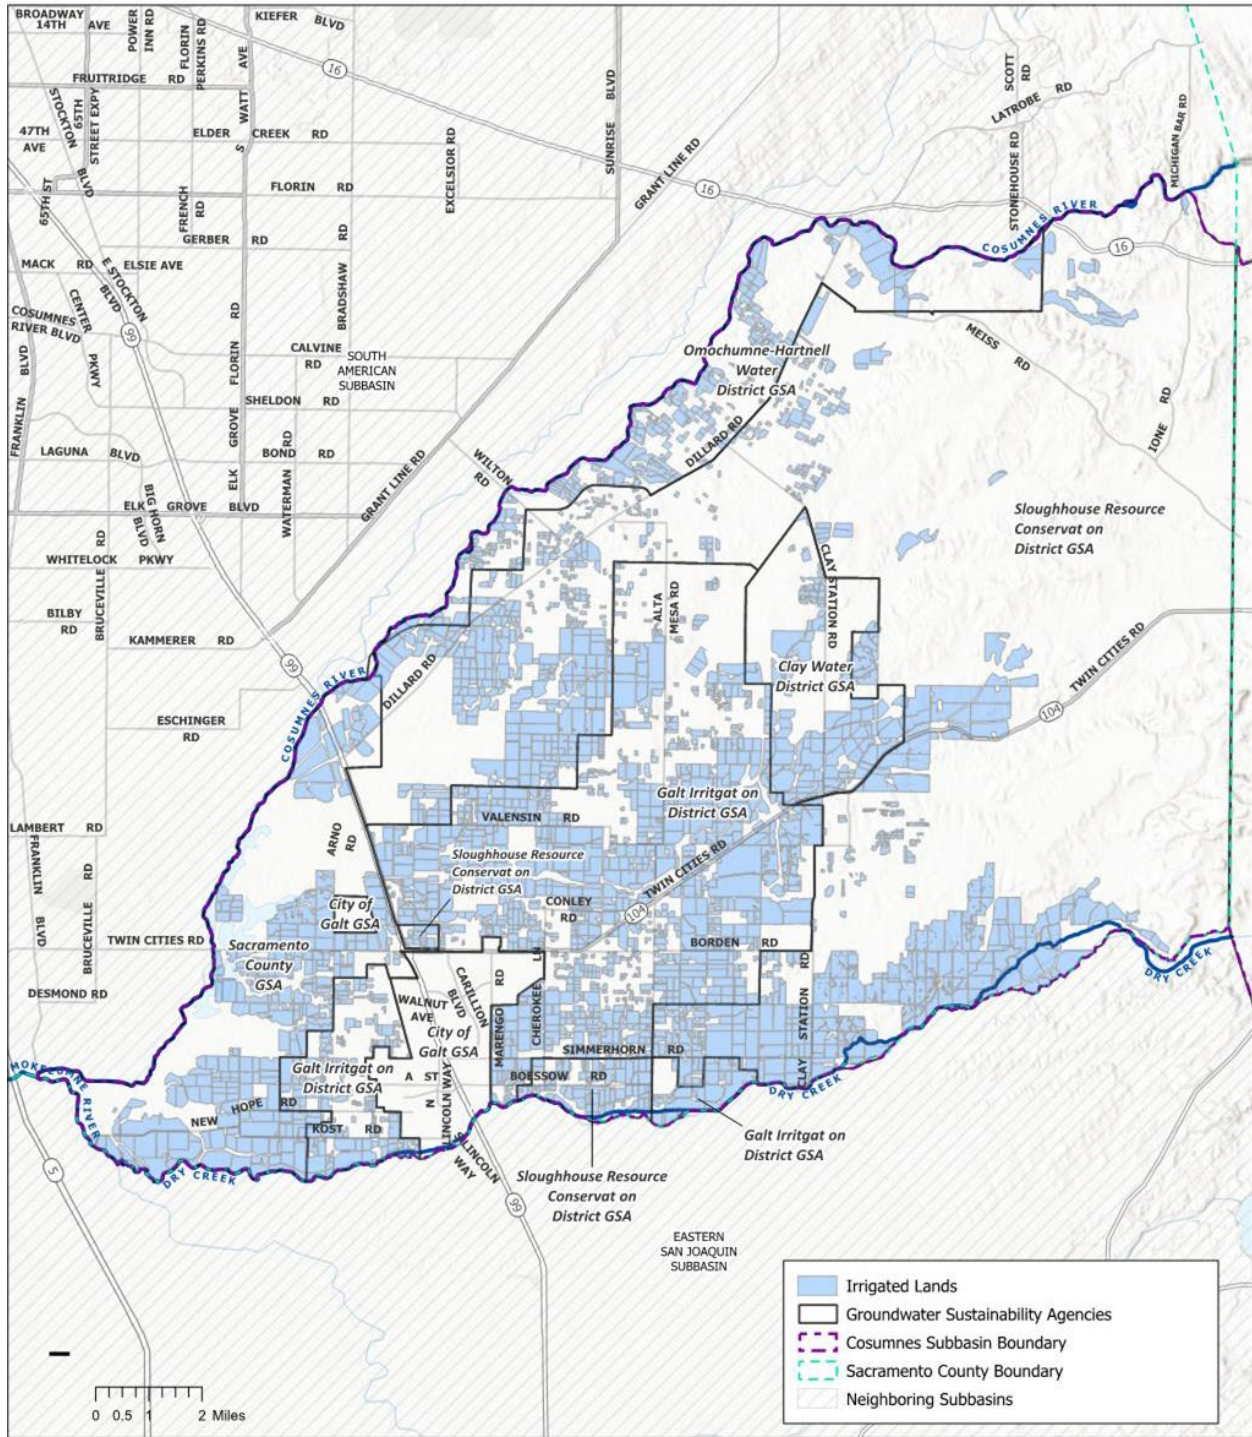 BROADWAY
14TH AVE
POWER
INN RD
FLORIN
PERKINS RD
KIEFER BLVD
WATT AVE
S
16
FRUITRIDGE RD
STOCKTON
BLVD
65TH
STREET EXPY
47TH
AVE
ELDER CREEK RD
EXCELSIOR RD
SUNRISE BLVD
GRANT LINE RD
SCOTT
RD
LATROBE RD
STONEHOUSE RD
MICHIGAN BAR RD
65TH ST
FLORIN RD
FRENCH
RD
16
GERBER RD
COSUMNES RIVER
16
MACK RD
ELSIE AVE
E STOCKTON
BLVD
CENTER
PKWY
BRADSHAW RD
COSUMNES
RIVER BLVD
99
FRANKLIN BLVD
CALVINE
RD
SOUTH
AMERICAN
SUBBASIN
ELK GROVE FLORIN RD
SHELDON RD
Omochumne-Hartnell
Water
District GSA
MEISS RD
IONE RD
LAGUNA BLVD
BOND RD
WATERMAN RD
WILTON
RD
DILLARD RD
BIG HORN
BLVD
ELK GROVE BLVD
GRANT LINE RD
Sloughhouse Resource
Conservat on
District GSA
WHITELOCK PKWY
BRUCEVILLE RD
BILBY
RD
KAMMERER RD
CLAY STATION RD
ALTA
MESA RD
99
COSUMNES RIVER
DILLARD RD
Clay Water
District GSA
TWIN CITIES RD
104
ESCHINGER
RD
Galt Irritgat on
District GSA
VALENSIN RD
LAMBERT RD
FRANKLIN BLVD
ARNO
RD
Sloughhouse Resource
Conservat on
District GSA
TWIN CITIES RD
BRUCEVILLE RD
City of
Galt GSA
CONLEY
RD
104
TWIN CITIES RD
Sacramento
County
GSA
BORDEN RD
DESMOND RD
CARILLION
BLVD
WALNUT
AVE
MARENGO RD
CHEROKEE LN
CLAY STATION RD
DRY CREEK
City of
Galt GSA
SIMMERHORN RD
MOKELUMNE
RIVER
Galt Irritgat on
District GSA
A ST
BOESSOW RD
DRY CREEK
NEW HOPE RD
N LINCOLN WAY
KOST RD
S LINCOLN
WAY
Galt Irritgat on
District GSA
5
DRY CREEK
Sloughhouse Resource
Conservat on
District GSA
99
EASTERN
SAN JOAQUIN
SUBBASIN
Irrigated Lands
Groundwater Sustainability Agencies
Cosumnes Subbasin Boundary
Sacramento County Boundary
Neighboring Subbasins
0 0.5 1 2 Miles